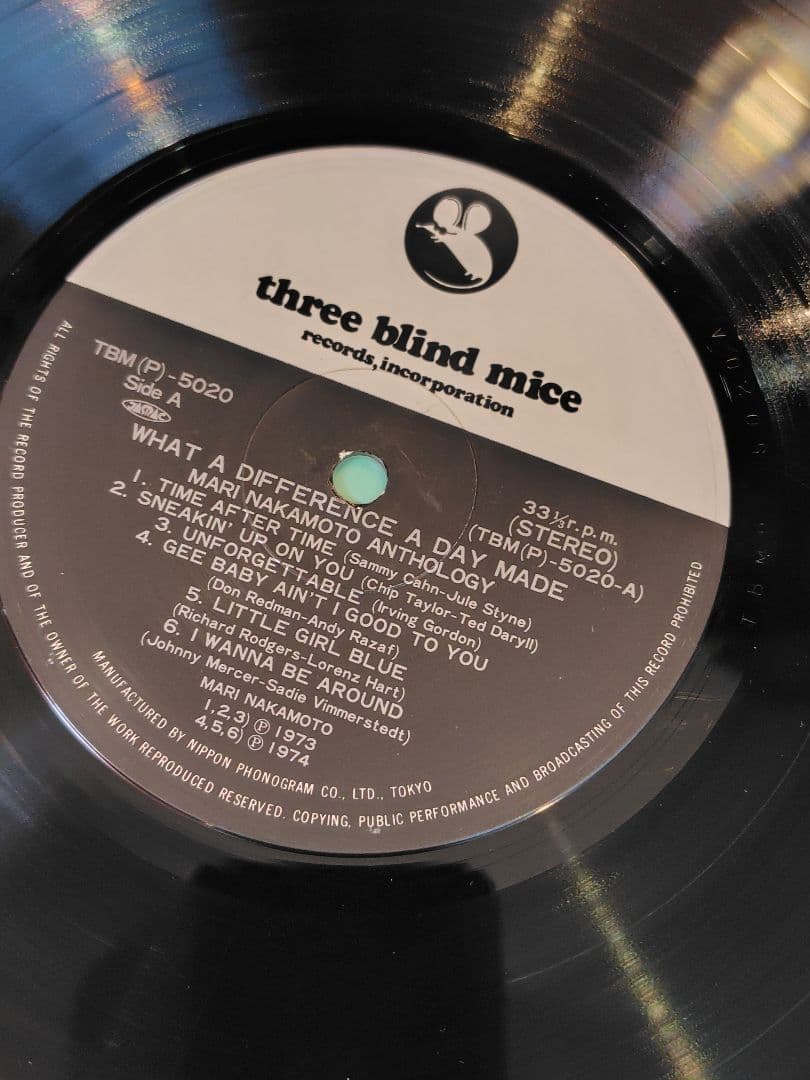 three blind mice
records, incorporation
TBM(P)-5020
Side A
JASRAC
33⅓r.p.m.
(STEREO)
(TBM(P)-5020-A)
WHAT A DIFFERENCE A DAY MADE
MARI NAKAMOTO ANTHOLOGY
1. TIME AFTER TIME (Sammy Cahn-Jule Styne)
2. SNEAKIN' UP ON YOU (Chip Taylor-Ted Daryll)
3. UNFORGETTABLE (Irving Gordon)
4. GEE BABY AIN'T I GOOD TO YOU
(Don Redman-Andy Razaf)
5. LITTLE GIRL BLUE
(Richard Rodgers-Lorenz Hart)
6. I WANNA BE AROUND
(Johnny Mercer-Sadie Vimmerstedt)
MARI NAKAMOTO
1,2,3) ℗ 1973
4,5,6) ℗ 1974
MANUFACTURED BY NIPPON PHONOGRAM CO., LTD., TOKYO
ALL RIGHTS OF THE RECORD PRODUCER AND OF THE OWNER OF THE WORK REPRODUCED RESERVED. COPYING, PUBLIC PERFORMANCE AND BROADCASTING OF THIS RECORD PROHIBITED